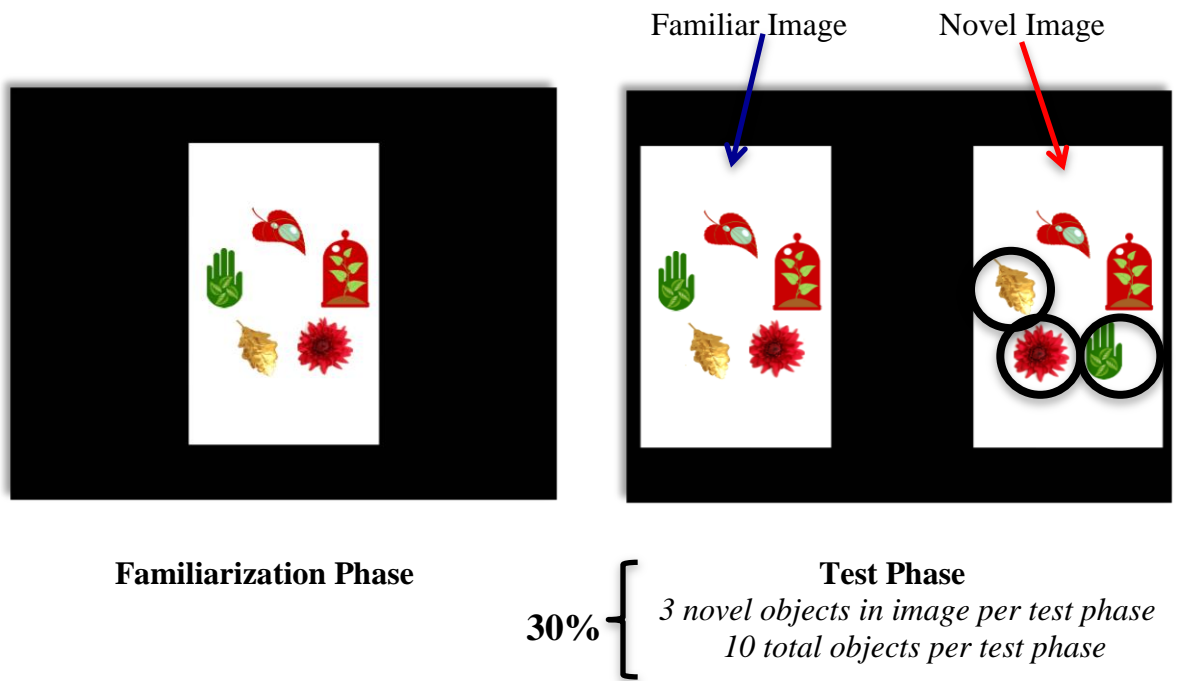 Familiar Image
Novel Image
Familiarization Phase
Test Phase
30%
3 novel objects in image per test phase
10 total objects per test phase